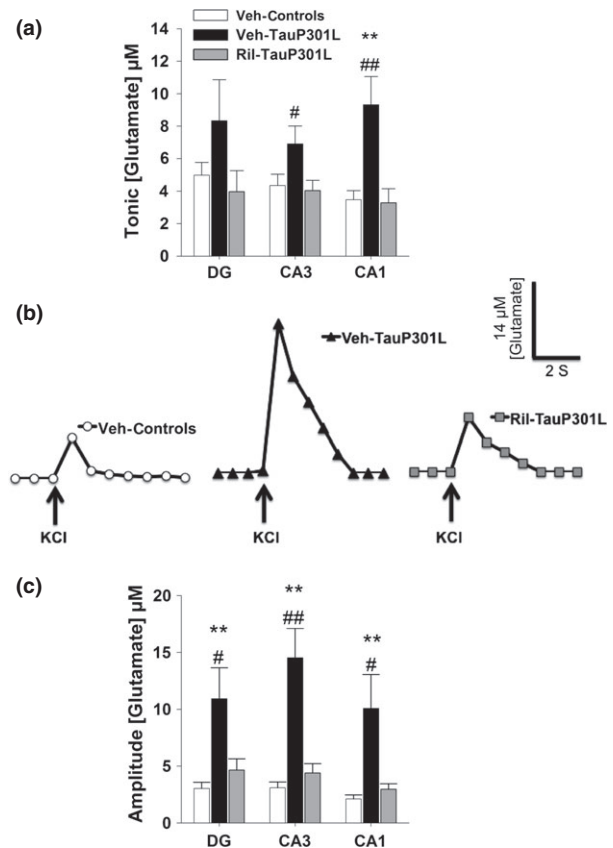 (a)
Veh-Controls
Veh-TauP301L
Ril-TauP301L
Tonic [Glutamate] µM
14
12
10
8
6
4
2
0
#
**
##
DG CA3 CA1
(b)
14 µM
[Glutamate]
2 S
Veh-TauP301L
Veh-Controls
Ril-TauP301L
KCl KCl KCl
(c)
Amplitude [Glutamate] µM
20
15
10
5
0
**
#
**
##
**
#
DG CA3 CA1